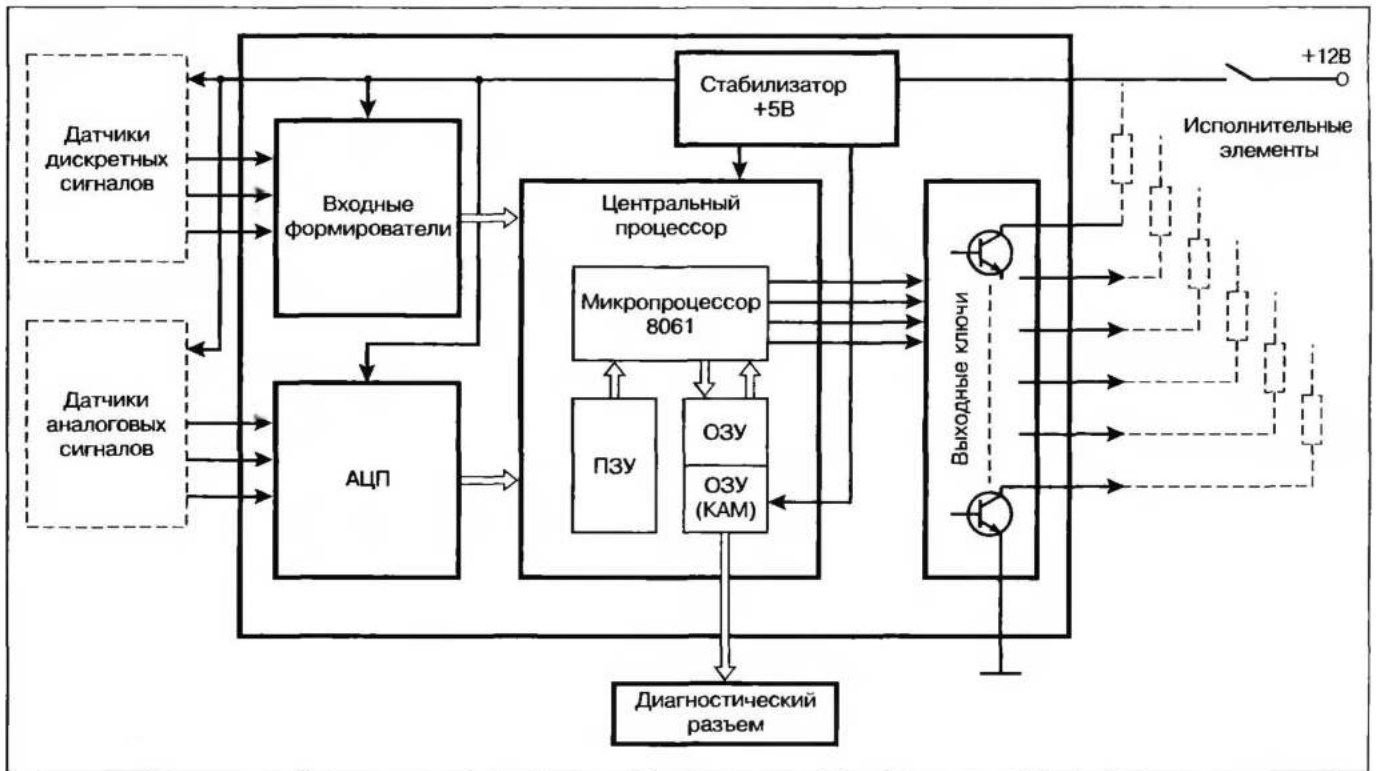 +12В
Стабилизатор
+5В
Исполнительные
элементы
Датчики
дискретных
сигналов
Входные
формирователи
Центральный
процессор
Микропроцессор
8061
Выходные ключи
Датчики
аналоговых
сигналов
АЦП
ПЗУ
ОЗУ
ОЗУ
(КАМ)
Диагностический
разъем